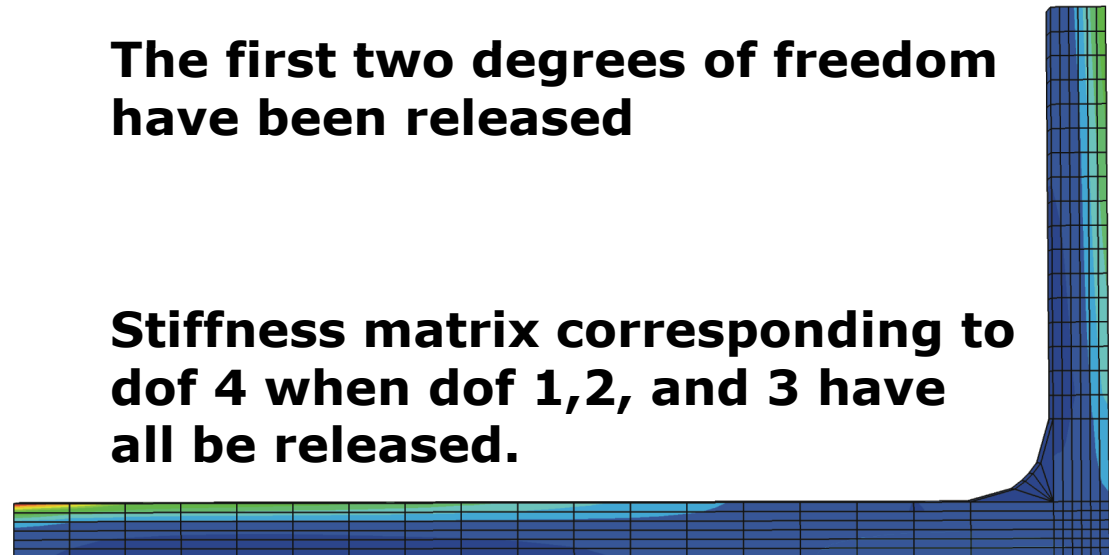 The first two degrees of freedom
have been released
Stiffness matrix corresponding to
dof 4 when dof 1,2, and 3 have
all be released.